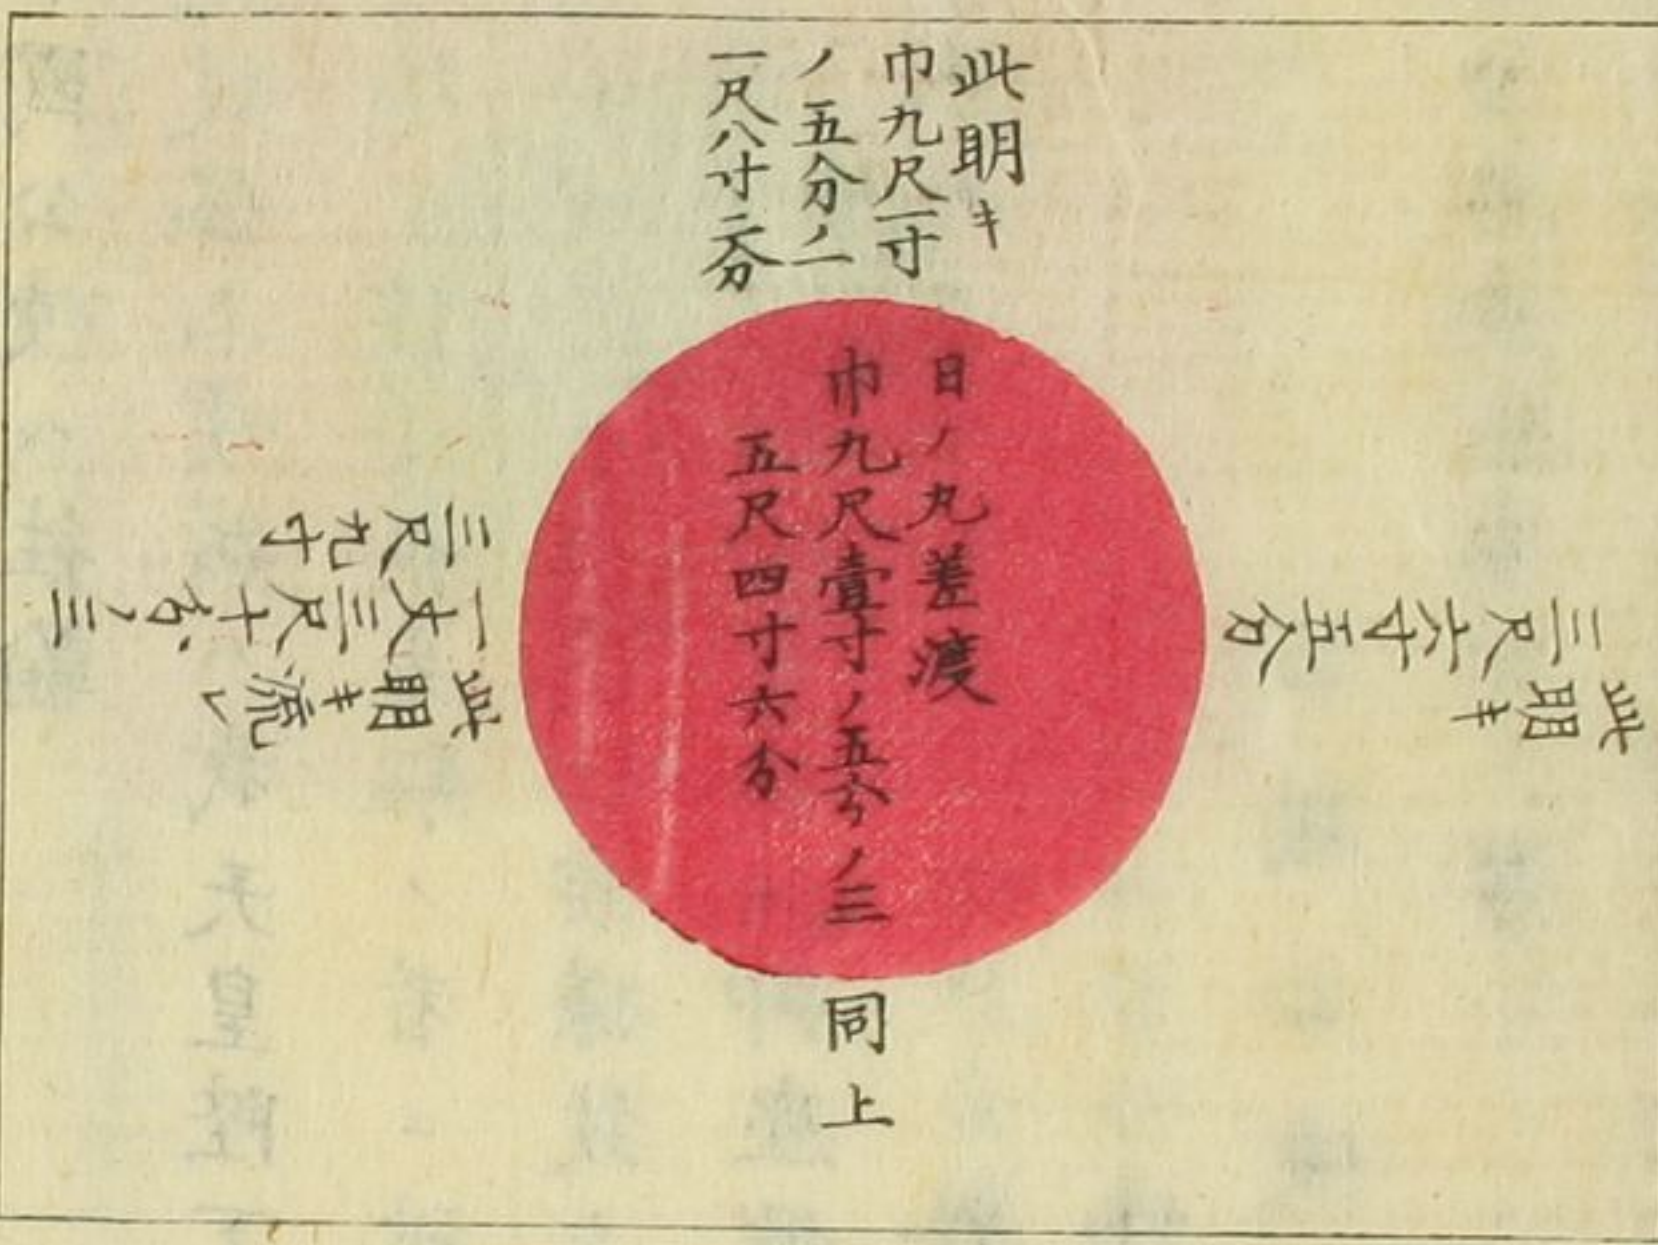 此明キ
巾九尺一寸
ノ五分ノ一
一尺八寸二分
日ノ丸差渡
巾九尺壹寸ノ五分ノ三
五尺四寸六分
此明キ
三尺六寸五分
此明キ流レ
一丈三尺十分ノ三
三尺九寸
同上